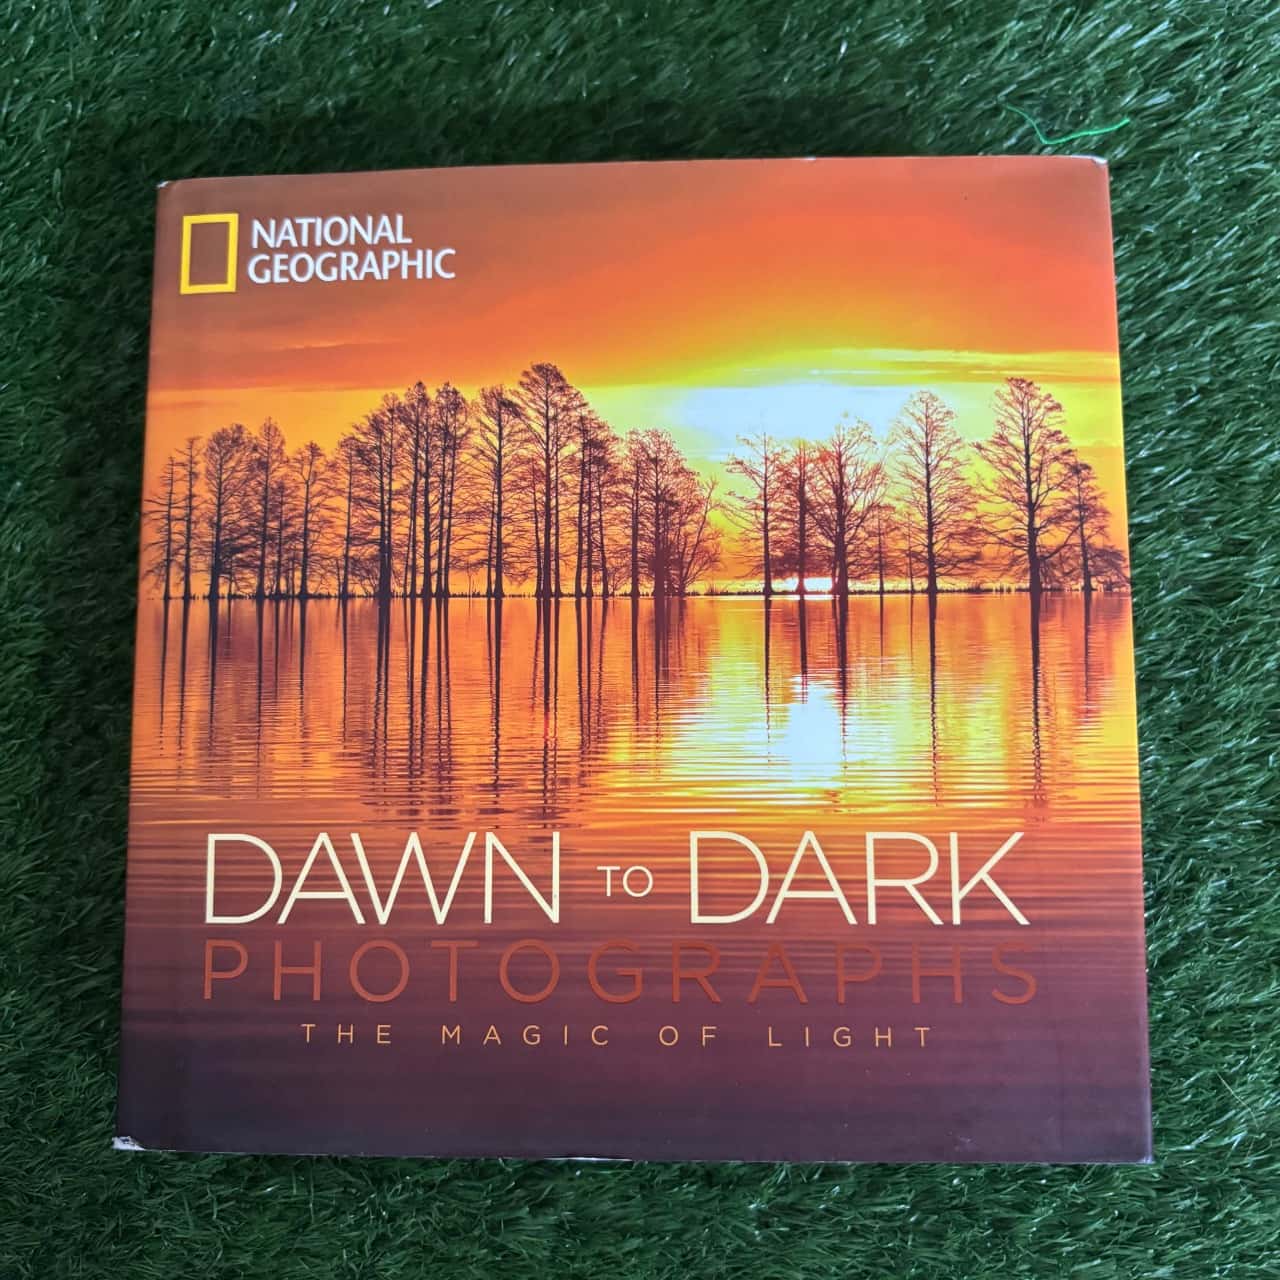 NATIONAL
GEOGRAPHIC
DAWN TO DARK
PHOTOGRAPHS
THE MAGIC OF LIGHT